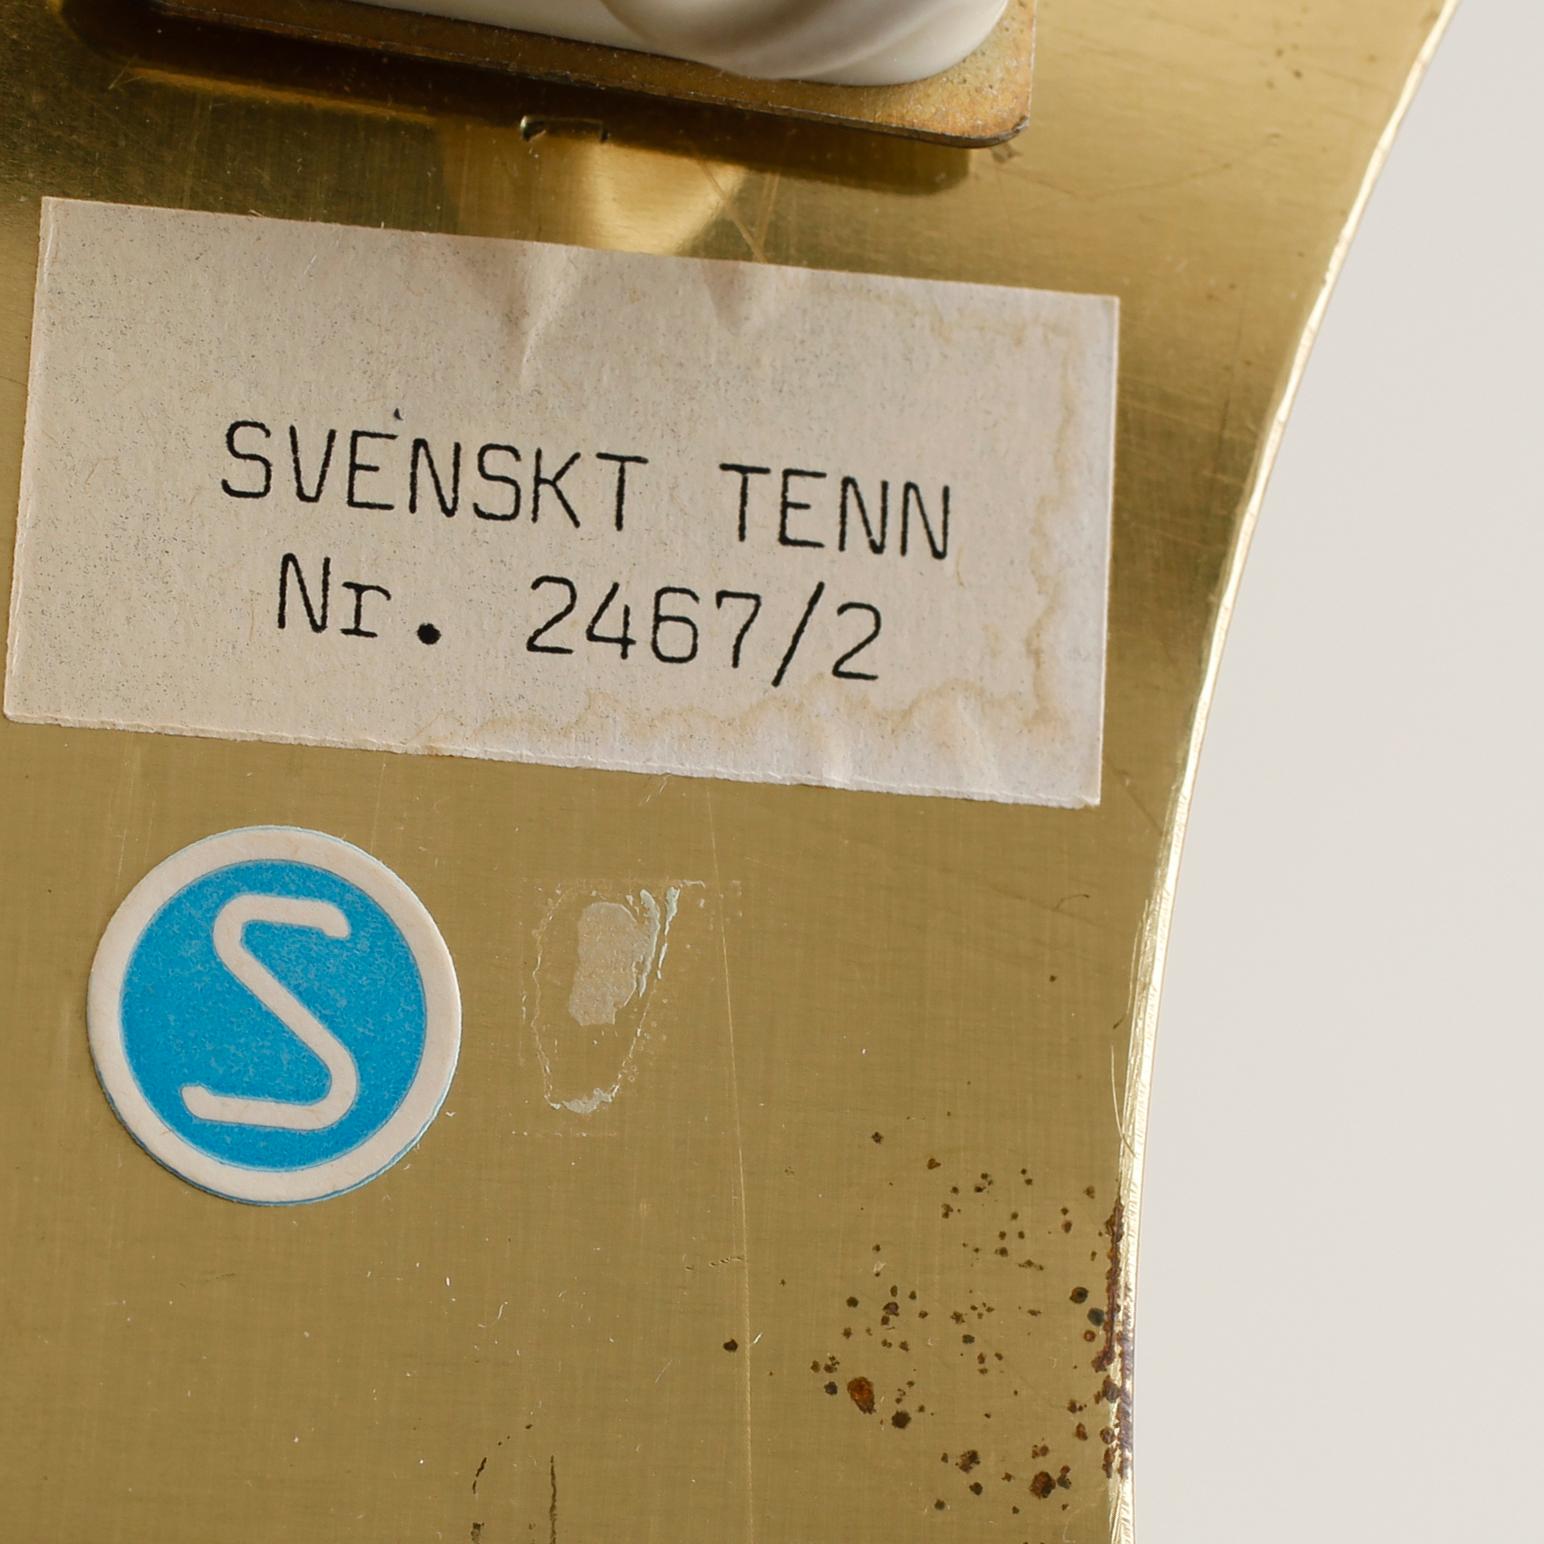 SVENSKT TENN
Nr. 2467/2
S